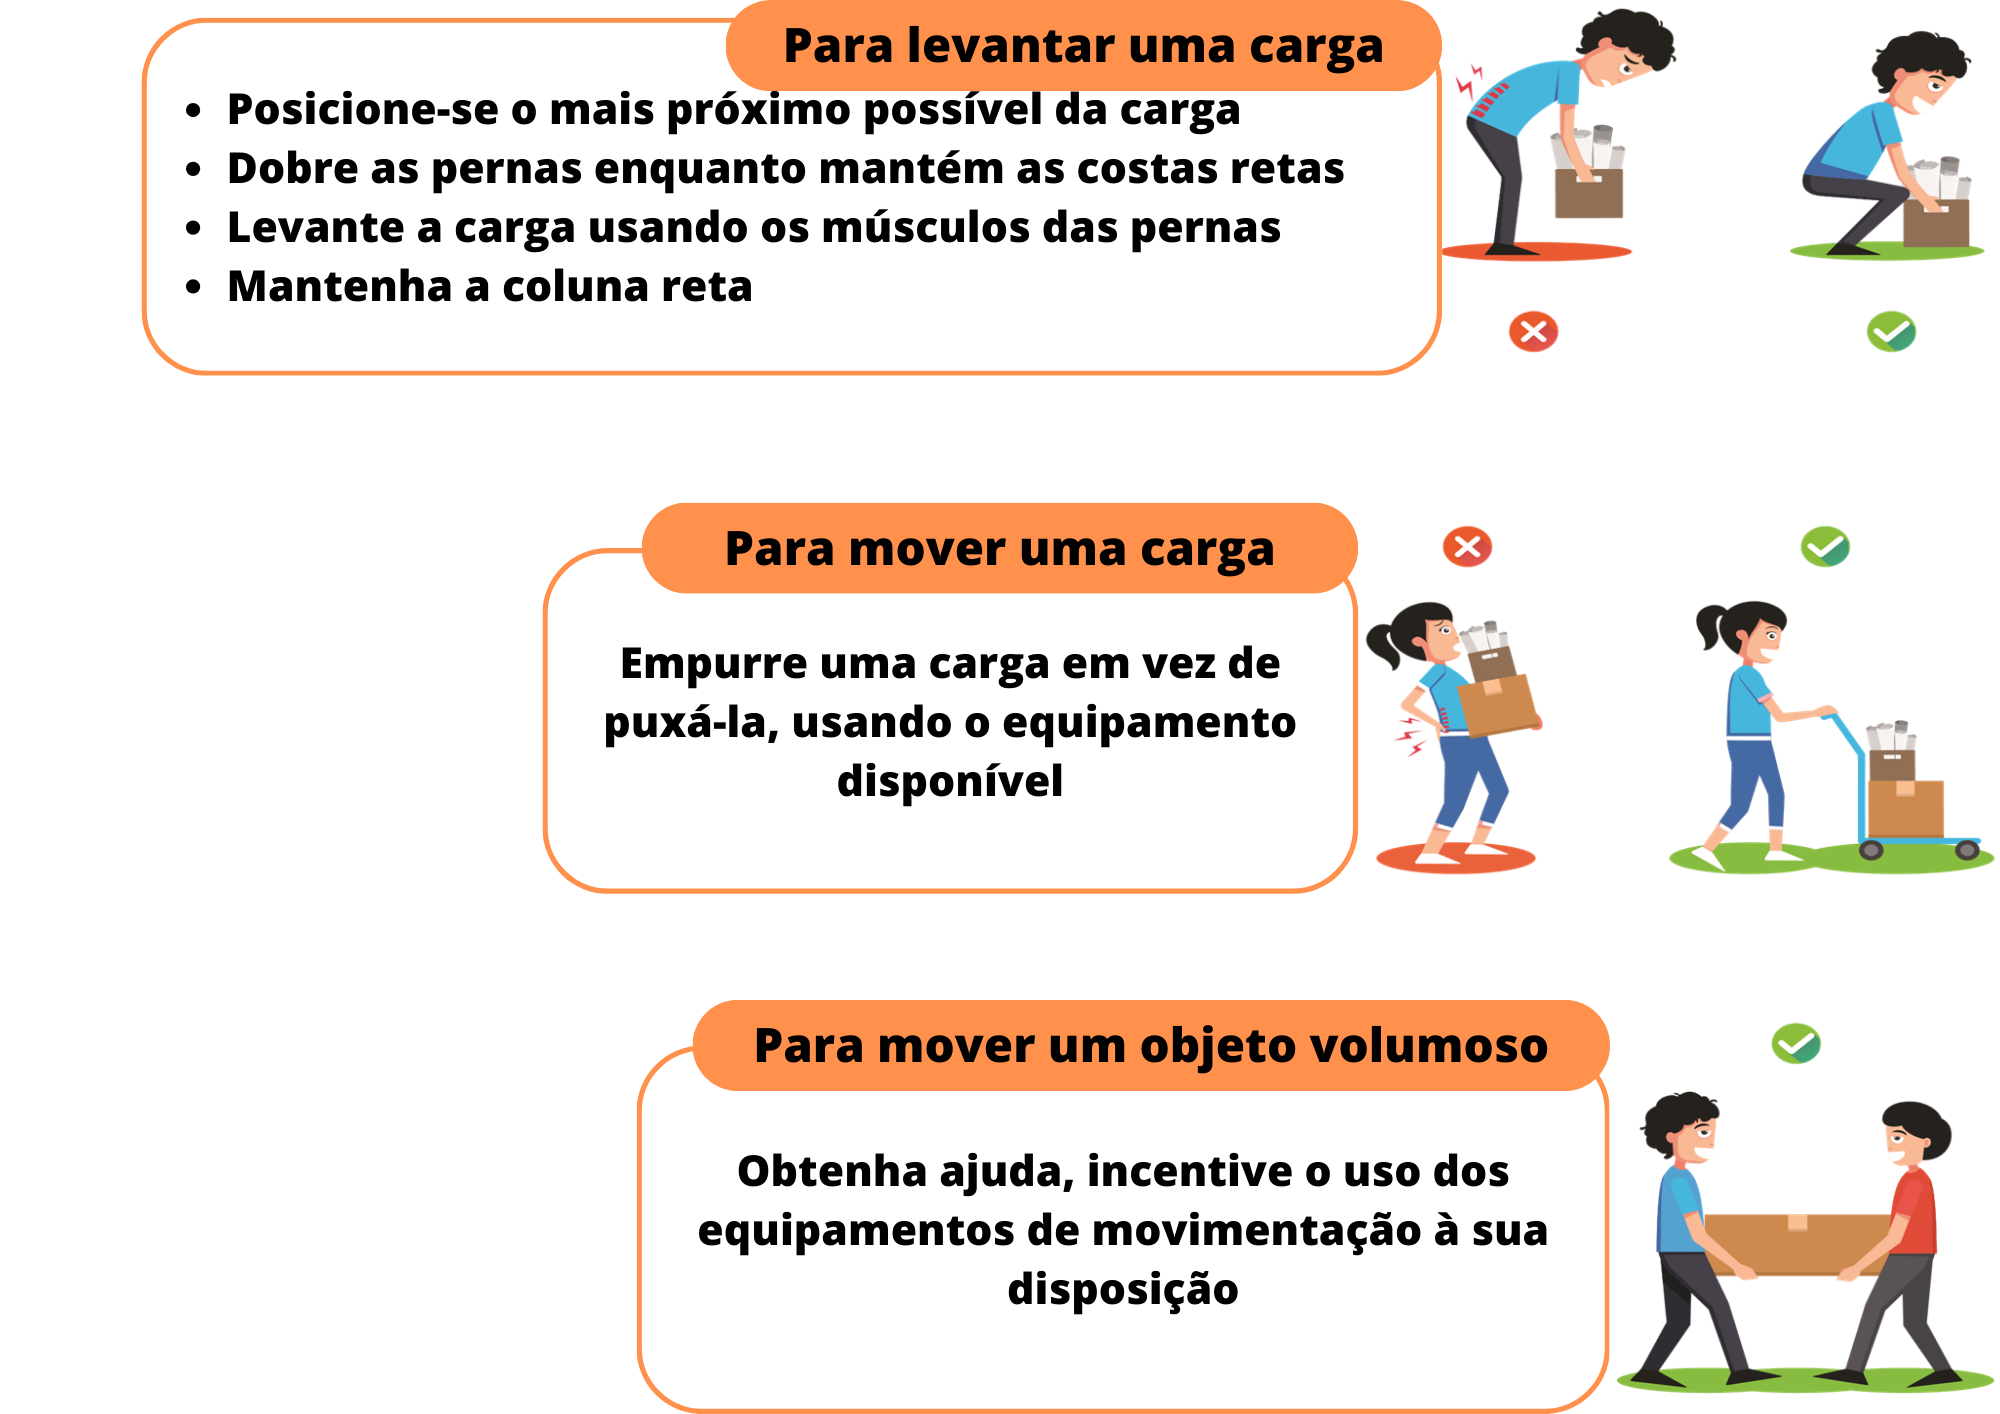 Para levantar uma carga
• Posicione-se o mais próximo possível da carga
• Dobre as pernas enquanto mantém as costas retas
• Levante a carga usando os músculos das pernas
• Mantenha a coluna reta
Para mover uma carga
Empurre uma carga em vez de
puxá-la, usando o equipamento
disponível
Para mover um objeto volumoso
Obtenha ajuda, incentive o uso dos
equipamentos de movimentação à sua
disposição